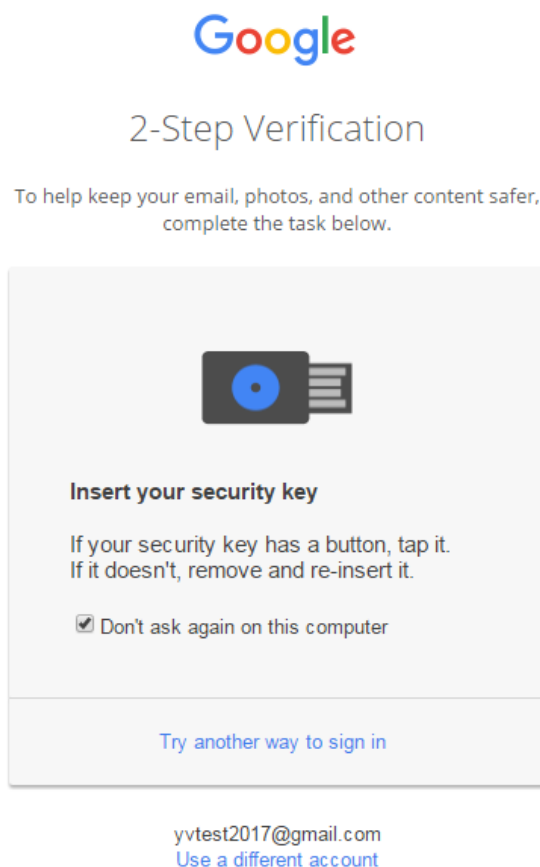 Google
2-Step Verification
To help keep your email, photos, and other content safer,
complete the task below.
Insert your security key
If your security key has a button, tap it.
If it doesn't, remove and re-insert it.
Don't ask again on this computer
Try another way to sign in
yvtest2017@gmail.com
Use a different account